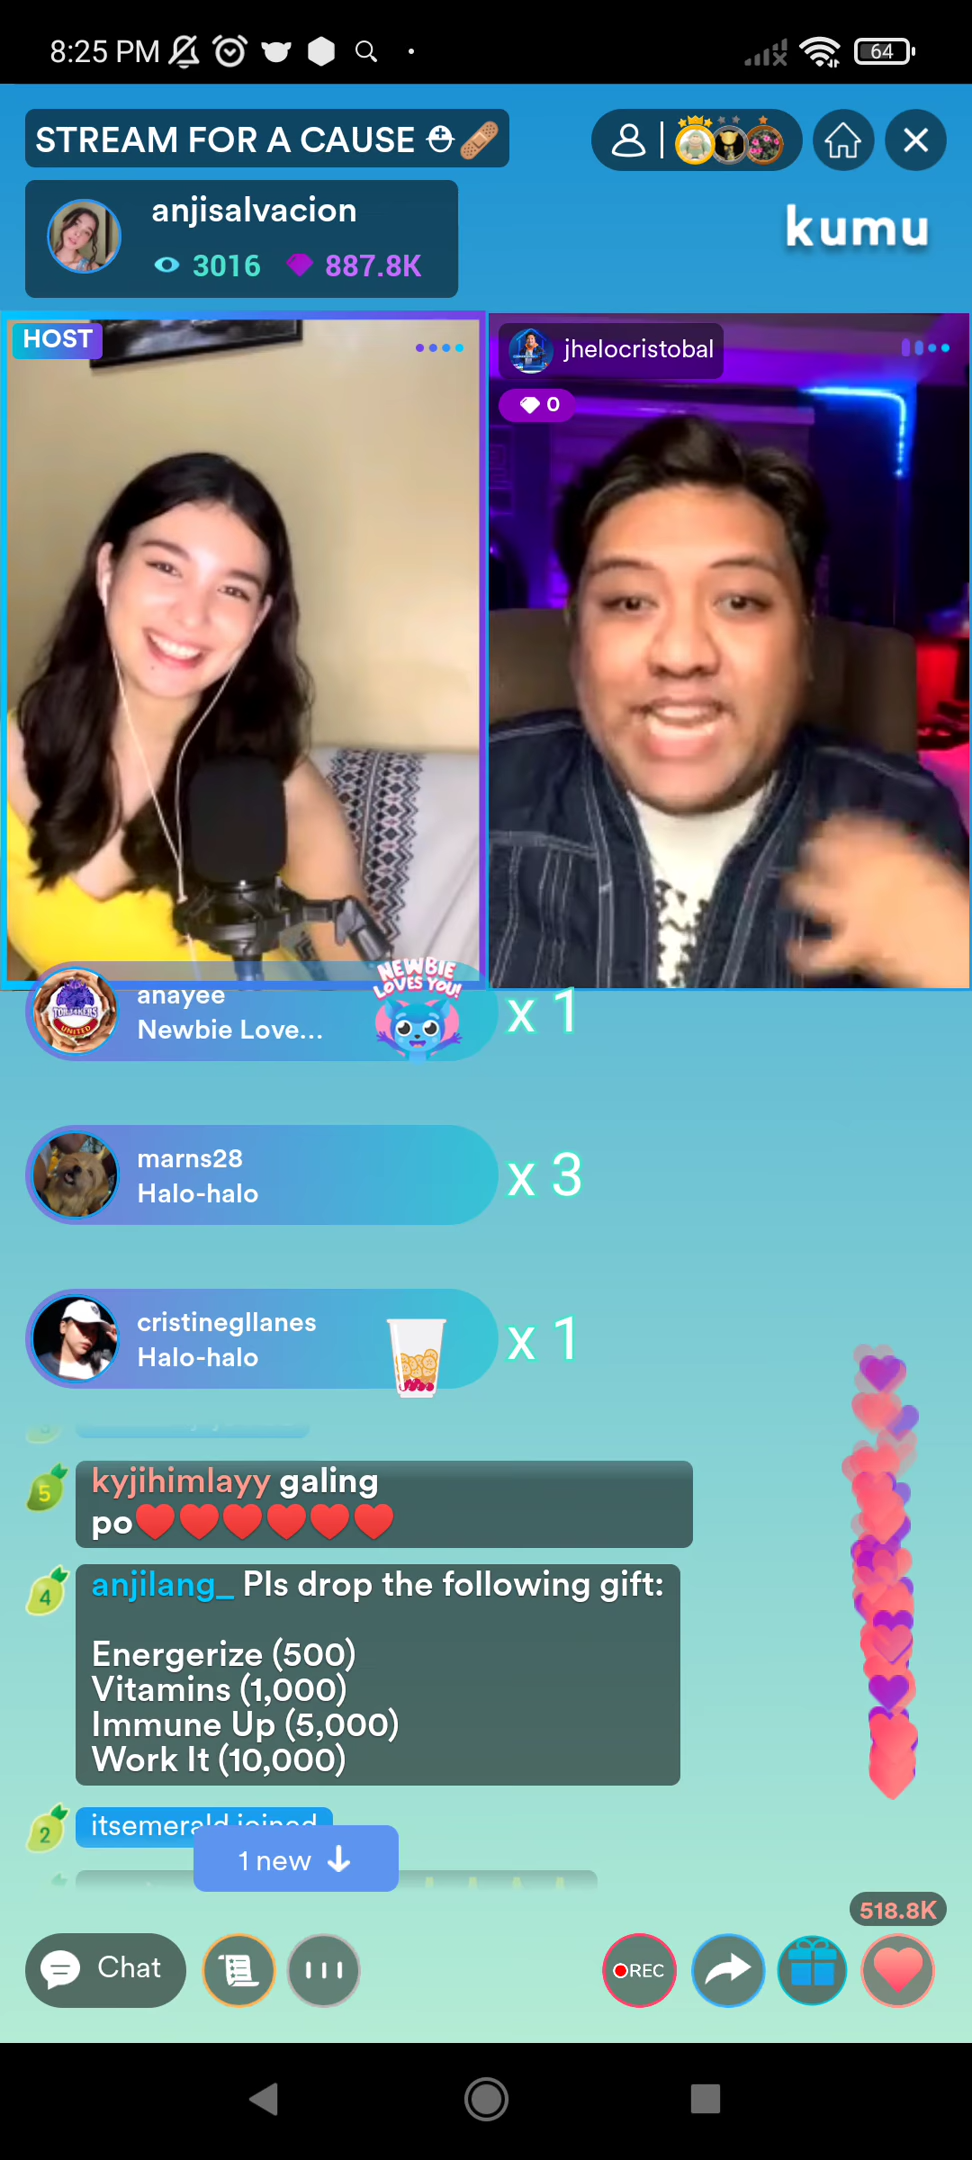 8:25 PM
64
STREAM FOR A CAUSE
anjisalvacion
3016 887.8K
kumu
HOST
jhelocristobal
0
anayee
Newbie Love...
NEWBIE
LOVES YOU!
x 1
marns28
Halo-halo
x 3
cristinegllanes
Halo-halo
x 1
5
kyjihimlayy galing
po❤️❤️❤️❤️❤️❤️
4
anjilang_ Pls drop the following gift:
Energerize (500)
Vitamins (1,000)
Immune Up (5,000)
Work It (10,000)
2
itsemerald joined
1 new
518.8K
Chat
REC